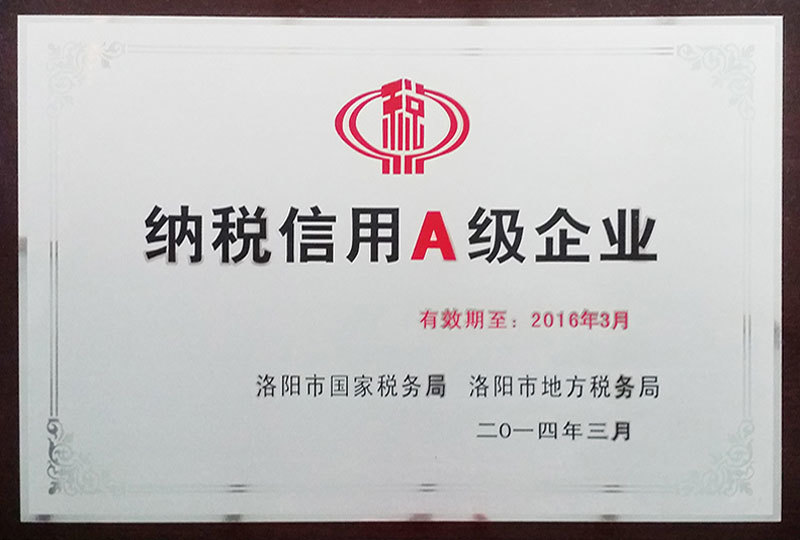 税
纳税信用A级企业
有效期至：2016年3月
洛阳市国家税务局 洛阳市地方税务局
二O一四年三月